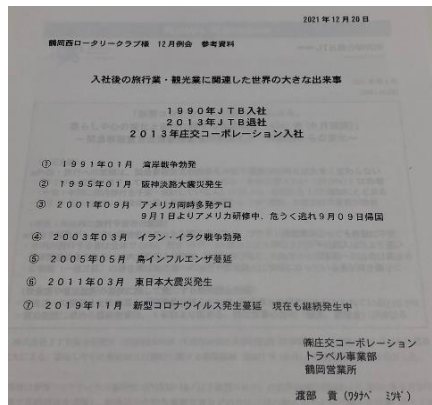 2021年12月20日
鶴岡西ロータリークラブ様　12月例会　参考資料
入社後の旅行業・観光業に関連した世界の大きな出来事
1990年JTB入社
2013年JTB退社
2013年庄交コーポレーション入社
① 1991年01月　湾岸戦争勃発
② 1995年01月　阪神淡路大震災発生
③ 2001年09月　アメリカ同時多発テロ
9月1日よりアメリカ研修中、危うく逃れ9月09日帰国
④ 2003年03月　イラン・イラク戦争勃発
⑤ 2005年05月　鳥インフルエンザ蔓延
⑥ 2011年03月　東日本大震災発生
⑦ 2019年11月　新型コロナウイルス発生蔓延　現在も継続発生中
㈱庄交コーポレーション
トラベル事業部
鶴岡営業所
渡部　貢（ワタナベ　ミツギ）